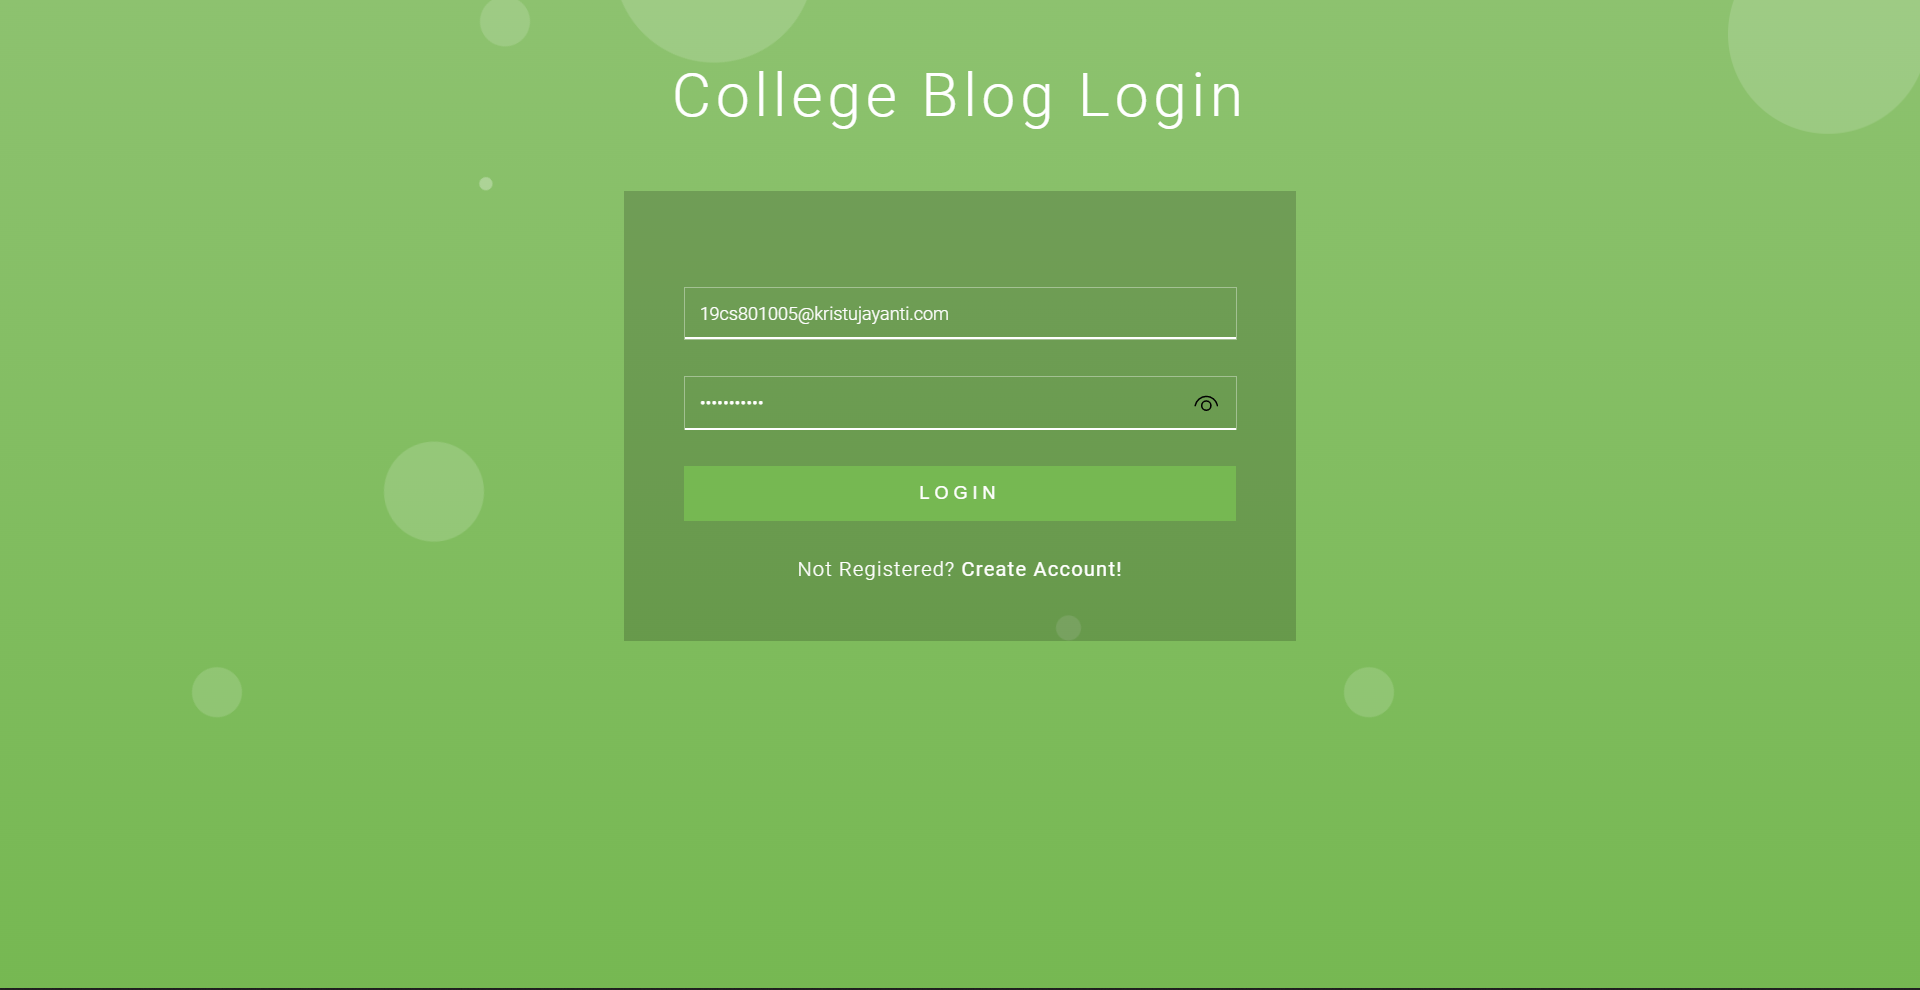 College Blog Login
19cs801005@kristujayanti.com
•••••••••••
LOGIN
Not Registered? Create Account!